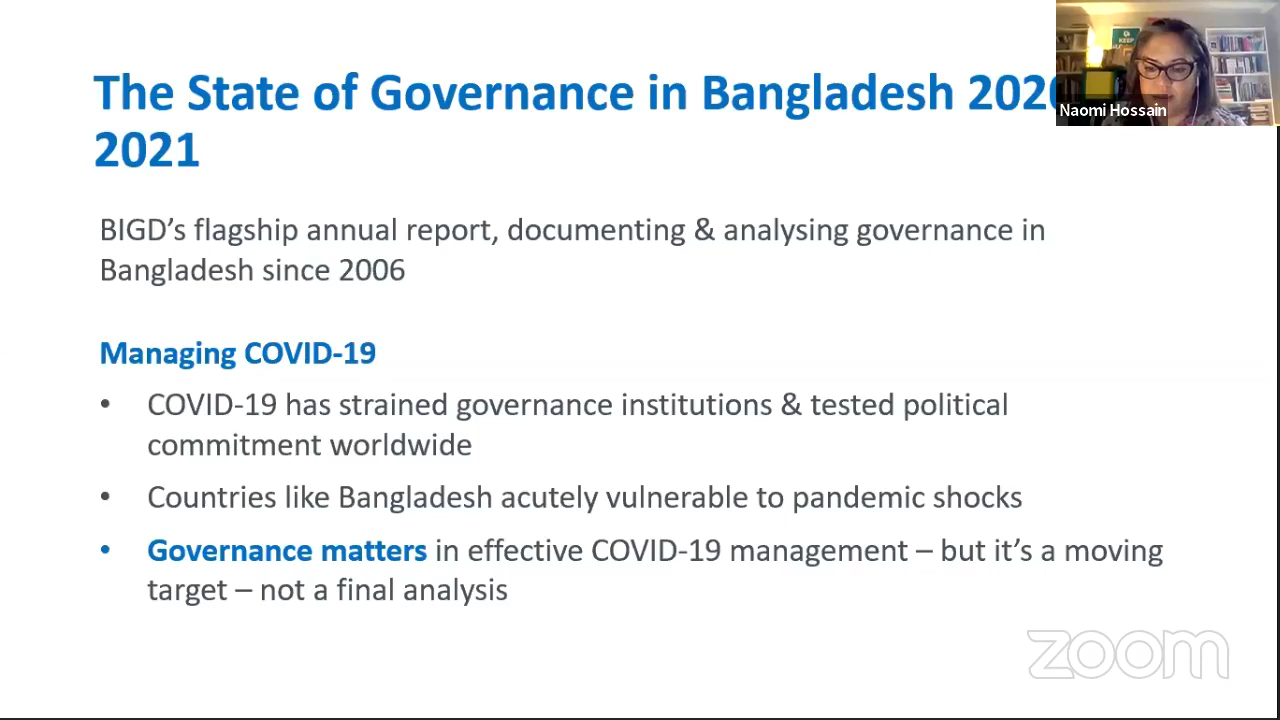 The State of Governance in Bangladesh 202
2021
BIGD's flagship annual report, documenting & analysing governance in
Bangladesh since 2006
Managing COVID-19
• COVID-19 has strained governance institutions & tested political
commitment worldwide
• Countries like Bangladesh acutely vulnerable to pandemic shocks
• Governance matters in effective COVID-19 management – but it's a moving
target – not a final analysis
Naomi Hossain
KEEP
zoom